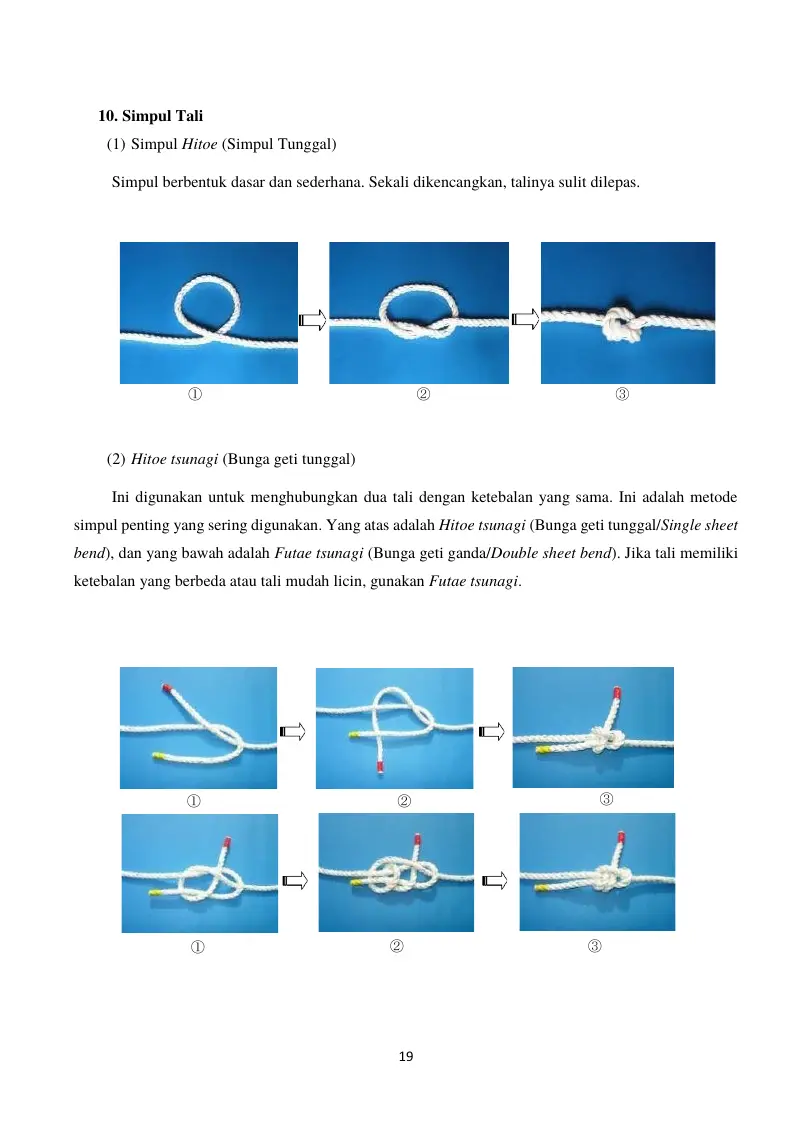 10. Simpul Tali
(1) Simpul Hitoe (Simpul Tunggal)
Simpul berbentuk dasar dan sederhana. Sekali dikencangkan, talinya sulit dilepas.
① ② ③
(2) Hitoe tsunagi (Bunga geti tunggal)
Ini digunakan untuk menghubungkan dua tali dengan ketebalan yang sama. Ini adalah metode
simpul penting yang sering digunakan. Yang atas adalah Hitoe tsunagi (Bunga geti tunggal/Single sheet
bend), dan yang bawah adalah Futae tsunagi (Bunga geti ganda/Double sheet bend). Jika tali memiliki
ketebalan yang berbeda atau tali mudah licin, gunakan Futae tsunagi.
① ② ③
① ② ③
19